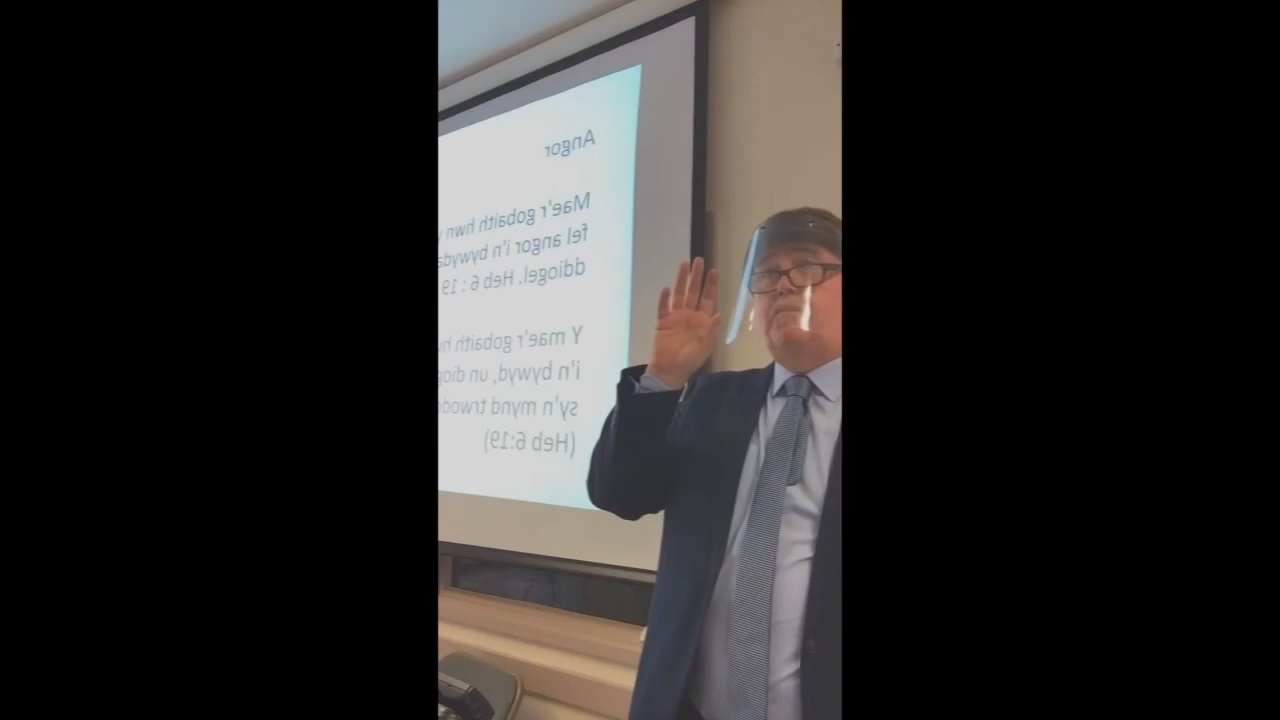 Angor
Mae'r gobaith hwn
fel angor i'n
ddiogel. Heb 6 : 19
Y mae'r gobaith
i'n bywyd, un
sy'n mynd
(Heb 6:19)